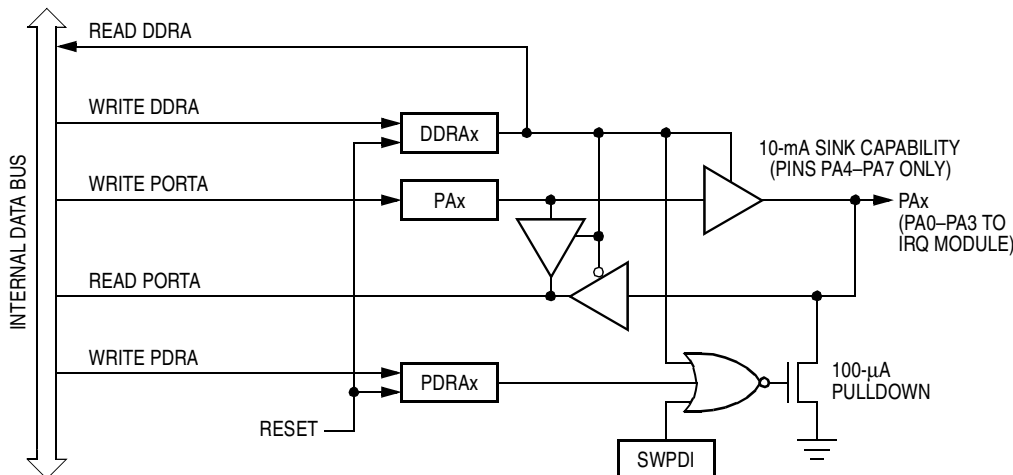 READ DDRA
WRITE DDRA
DDRAx
10-mA SINK CAPABILITY
(PINS PA4–PA7 ONLY)
WRITE PORTA
PAx
PAx
(PA0–PA3 TO
IRQ MODULE)
INTERNAL DATA BUS
READ PORTA
WRITE PDRA
PDRAx
100-µA
PULLDOWN
RESET
SWPDI